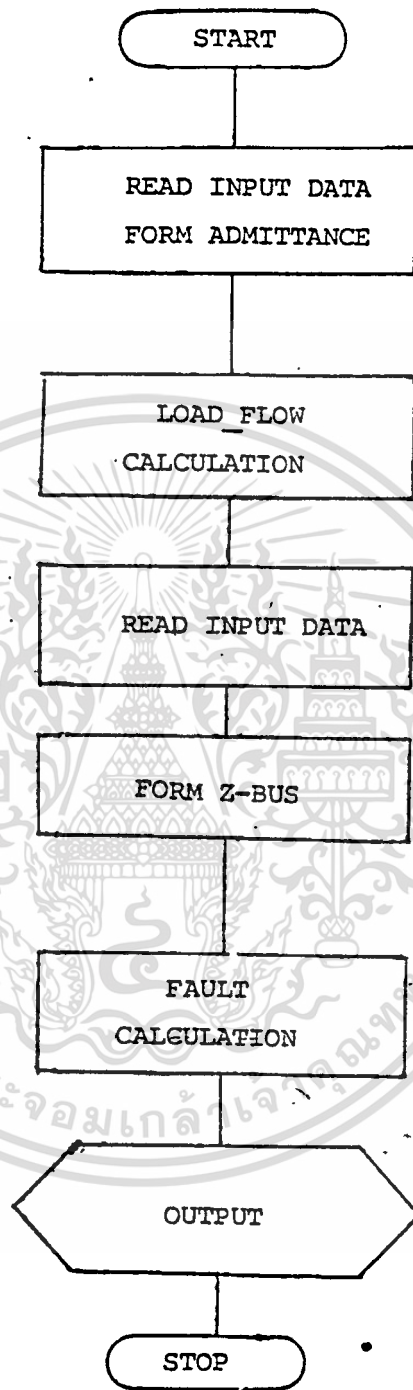 START
READ INPUT DATA
FORM ADMITTANCE
LOAD_FLOW
CALCULATION
READ INPUT DATA
FORM Z-BUS
FAULT
CALCULATION
OUTPUT
STOP